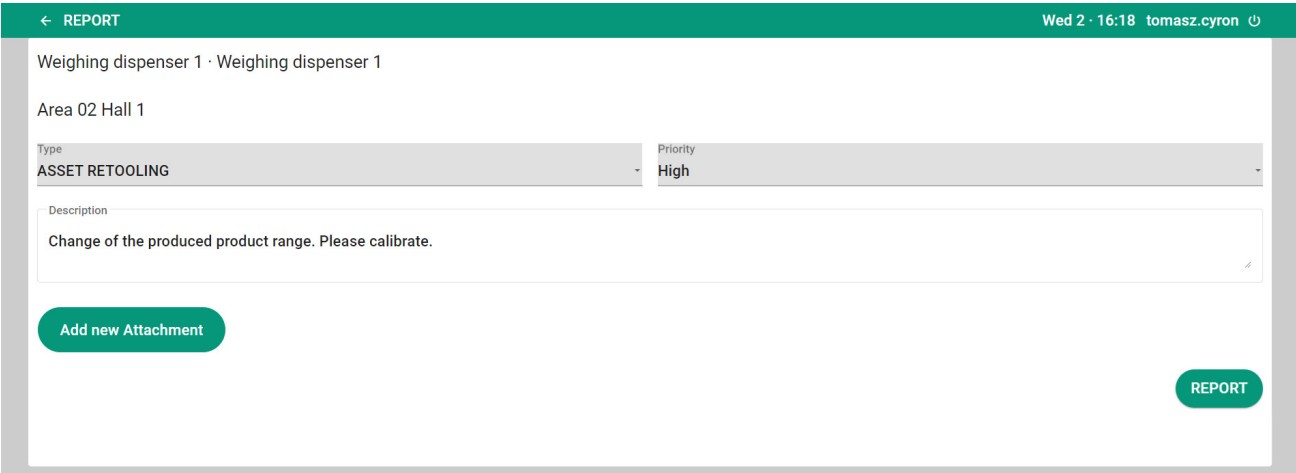 ← REPORT Wed 2 · 16:18 tomasz.cyron
Weighing dispenser 1 · Weighing dispenser 1
Area 02 Hall 1
Type Priority
ASSET RETOOLING High
Description
Change of the produced product range. Please calibrate.
Add new Attachment
REPORT